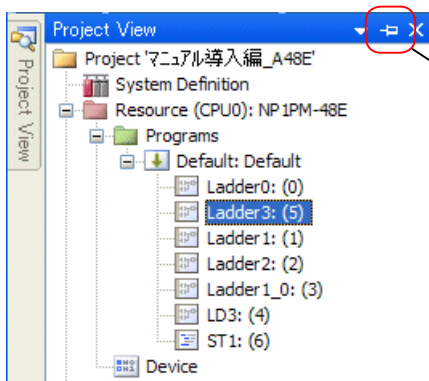 Project View
Project View
Project 'マニュアル導入編_A48E'
System Definition
Resource (CPU0): NP1PM-48E
Programs
Default: Default
Ladder0: (0)
Ladder3: (5)
Ladder1: (1)
Ladder2: (2)
Ladder1_0: (3)
LD3: (4)
ST1: (6)
Device